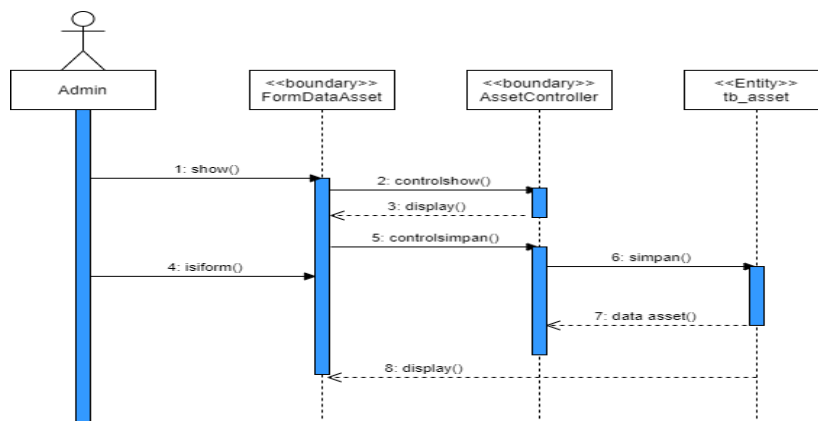 Admin
<<boundary>>
FormDataAsset
<<boundary>>
AssetController
<<Entity>>
tb_asset
1: show()
2: controlshow()
3: display()
5: controlsimpan()
4: isiform()
6: simpan()
7: data asset()
8: display()